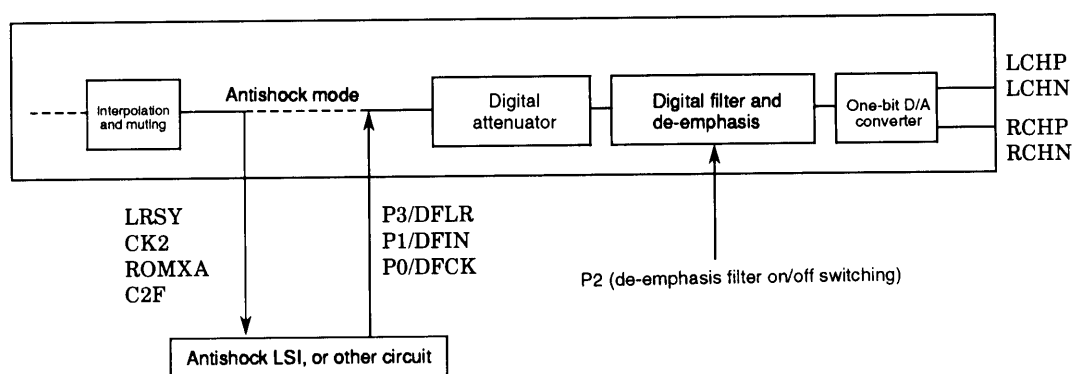 Interpolation
and muting
Antishock mode
Digital
attenuator
Digital filter and
de-emphasis
One-bit D/A
converter
LCHP
LCHN
RCHP
RCHN
LRSY
CK2
ROMXA
C2F
P3/DFLR
P1/DFIN
P0/DFCK
P2 (de-emphasis filter on/off switching)
Antishock LSI, or other circuit